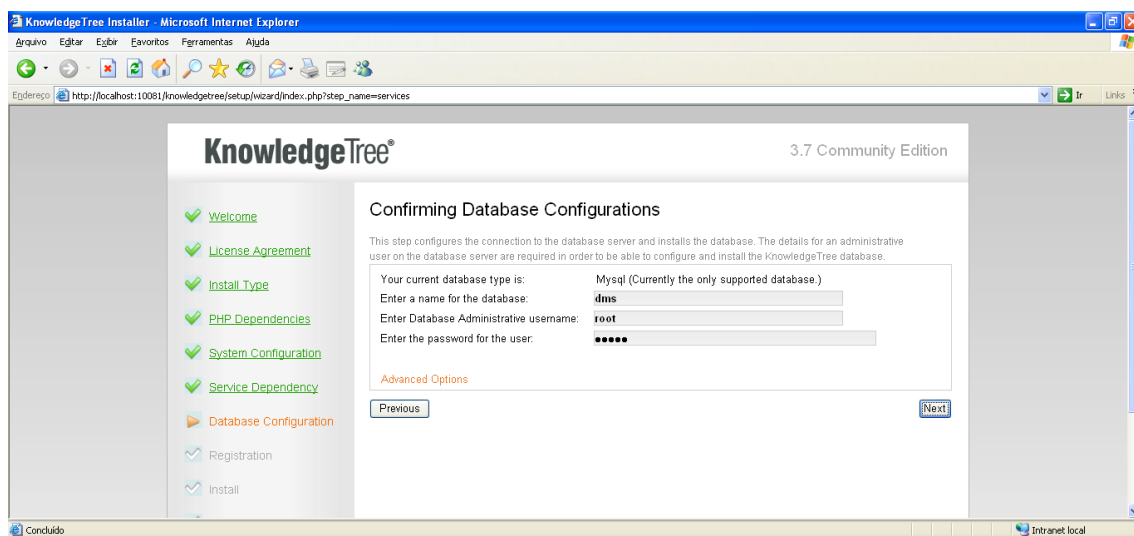 KnowledgeTree Installer - Microsoft Internet Explorer
Arquivo Editar Exibir Favoritos Ferramentas Ajuda
Endereço http://localhost:10081/knowledgetree/setup/wizard/index.php?step_name=services Ir Links
KnowledgeTree® 3.7 Community Edition
Welcome
License Agreement
Install Type
PHP Dependencies
System Configuration
Service Dependency
Database Configuration
Registration
Install
Confirming Database Configurations
This step configures the connection to the database server and installs the database. The details for an administrative
user on the database server are required in order to be able to configure and install the KnowledgeTree database.
Your current database type is: Mysql (Currently the only supported database.)
Enter a name for the database: dms
Enter Database Administrative username: root
Enter the password for the user: •••••
Advanced Options
Previous Next
Concluído Intranet local